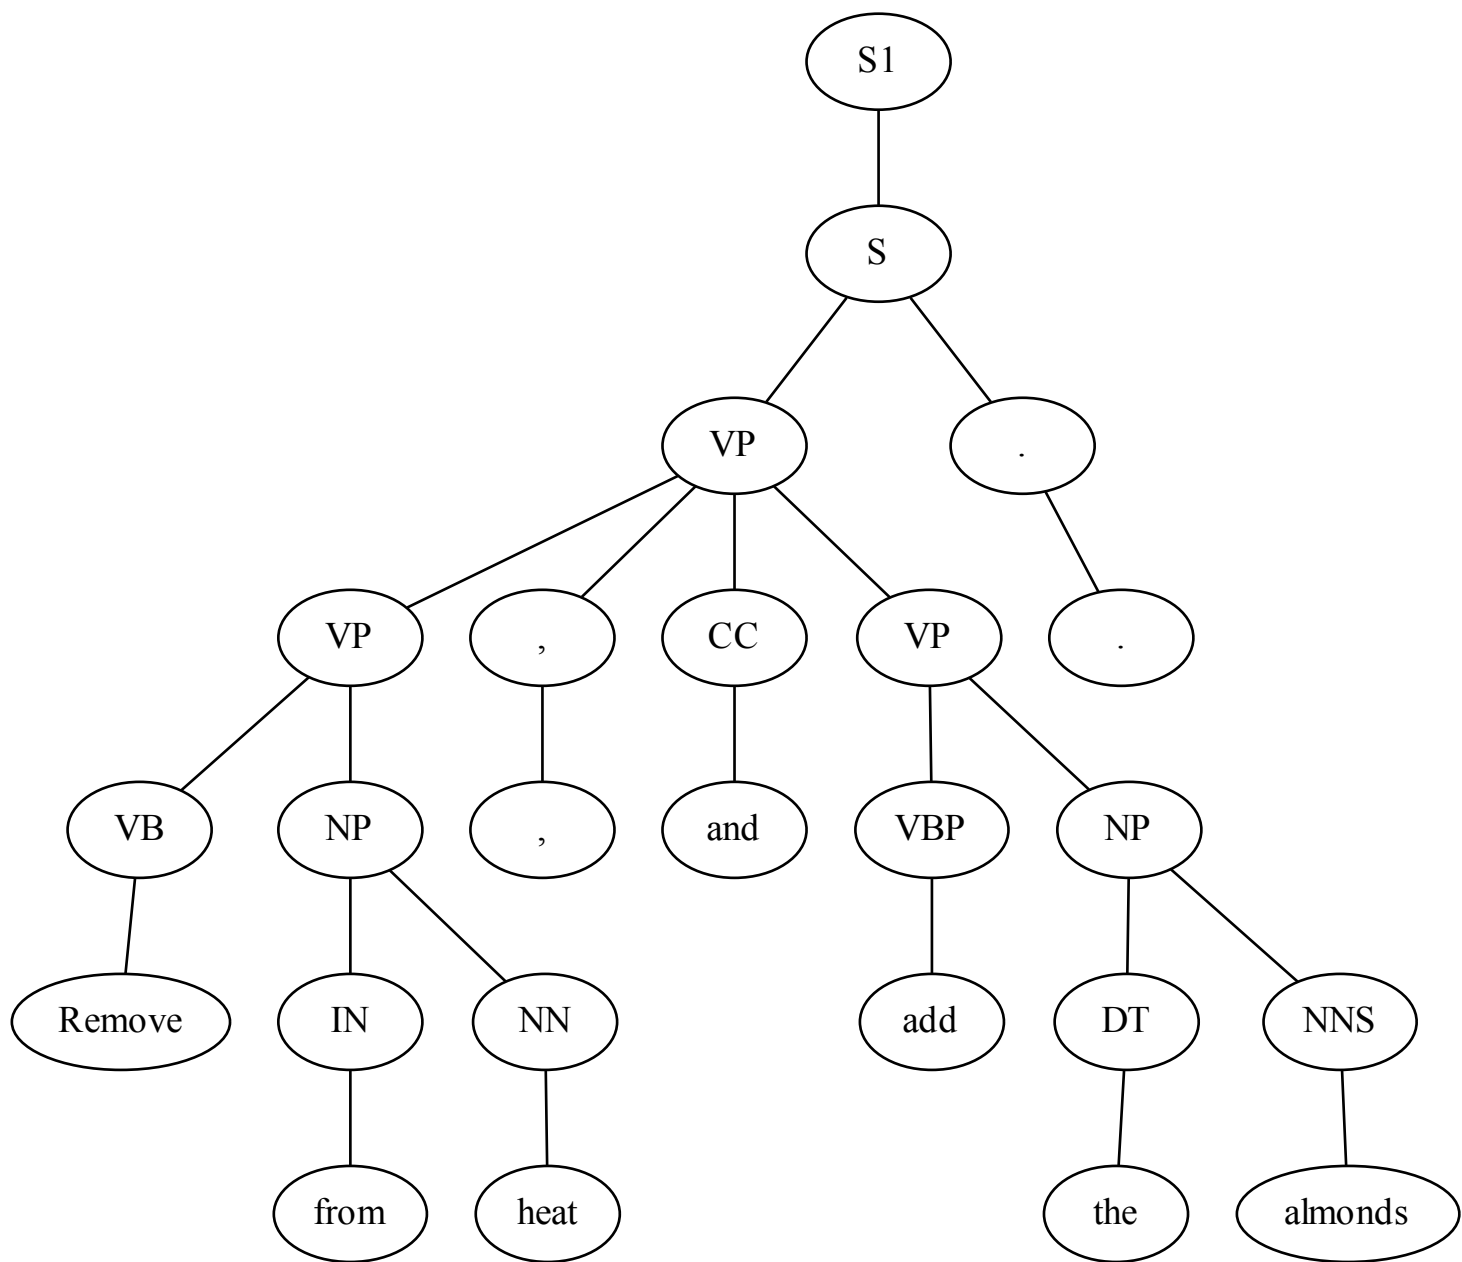 S1
S
VP .
VP , CC VP .
VB NP , and VBP NP
Remove IN NN add DT NNS
from heat the almonds